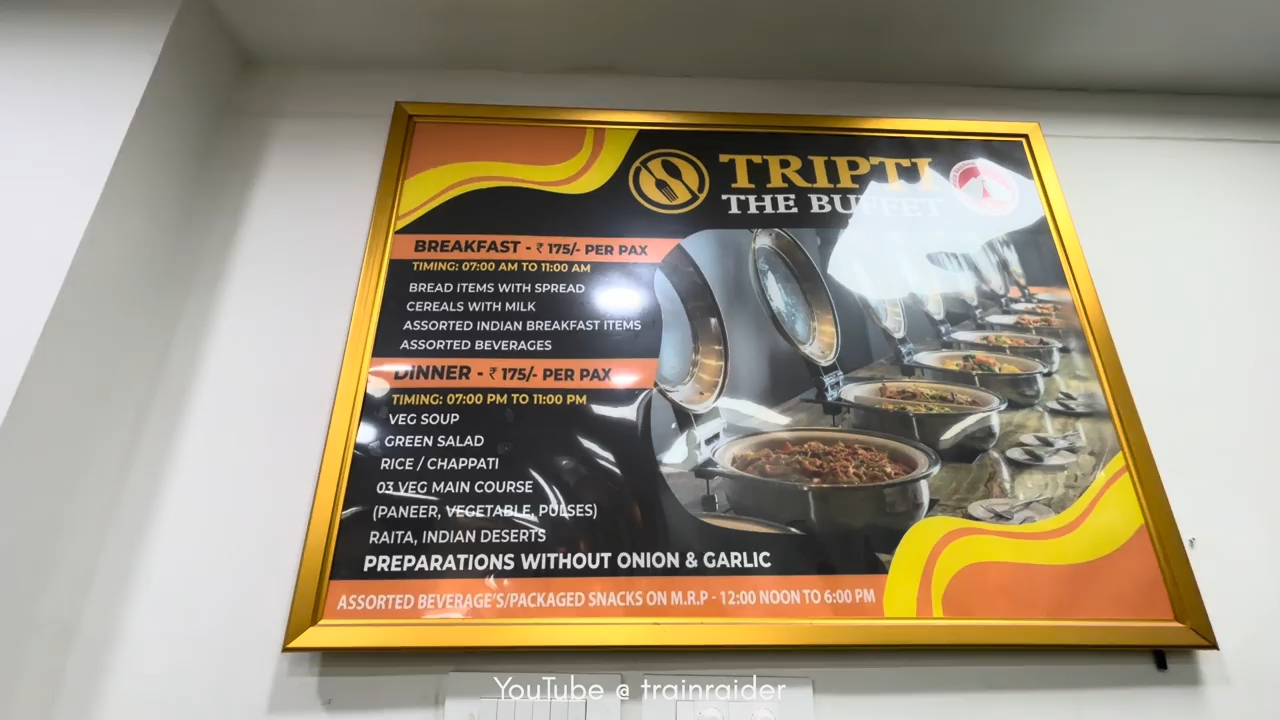 TRIPTI
THE BUFFET
BREAKFAST - ₹ 175/- PER PAX
TIMING: 07:00 AM TO 11:00 AM
BREAD ITEMS WITH SPREAD
CEREALS WITH MILK
ASSORTED INDIAN BREAKFAST ITEMS
ASSORTED BEVERAGES
DINNER - ₹ 175/- PER PAX
TIMING: 07:00 PM TO 11:00 PM
VEG SOUP
GREEN SALAD
RICE / CHAPPATI
03 VEG MAIN COURSE
(PANEER, VEGETABLE, PULSES)
RAITA, INDIAN DESERTS
PREPARATIONS WITHOUT ONION & GARLIC
ASSORTED BEVERAGE'S/PACKAGED SNACKS ON M.R.P - 12:00 NOON TO 6:00 PM
YouTube @ trainraider